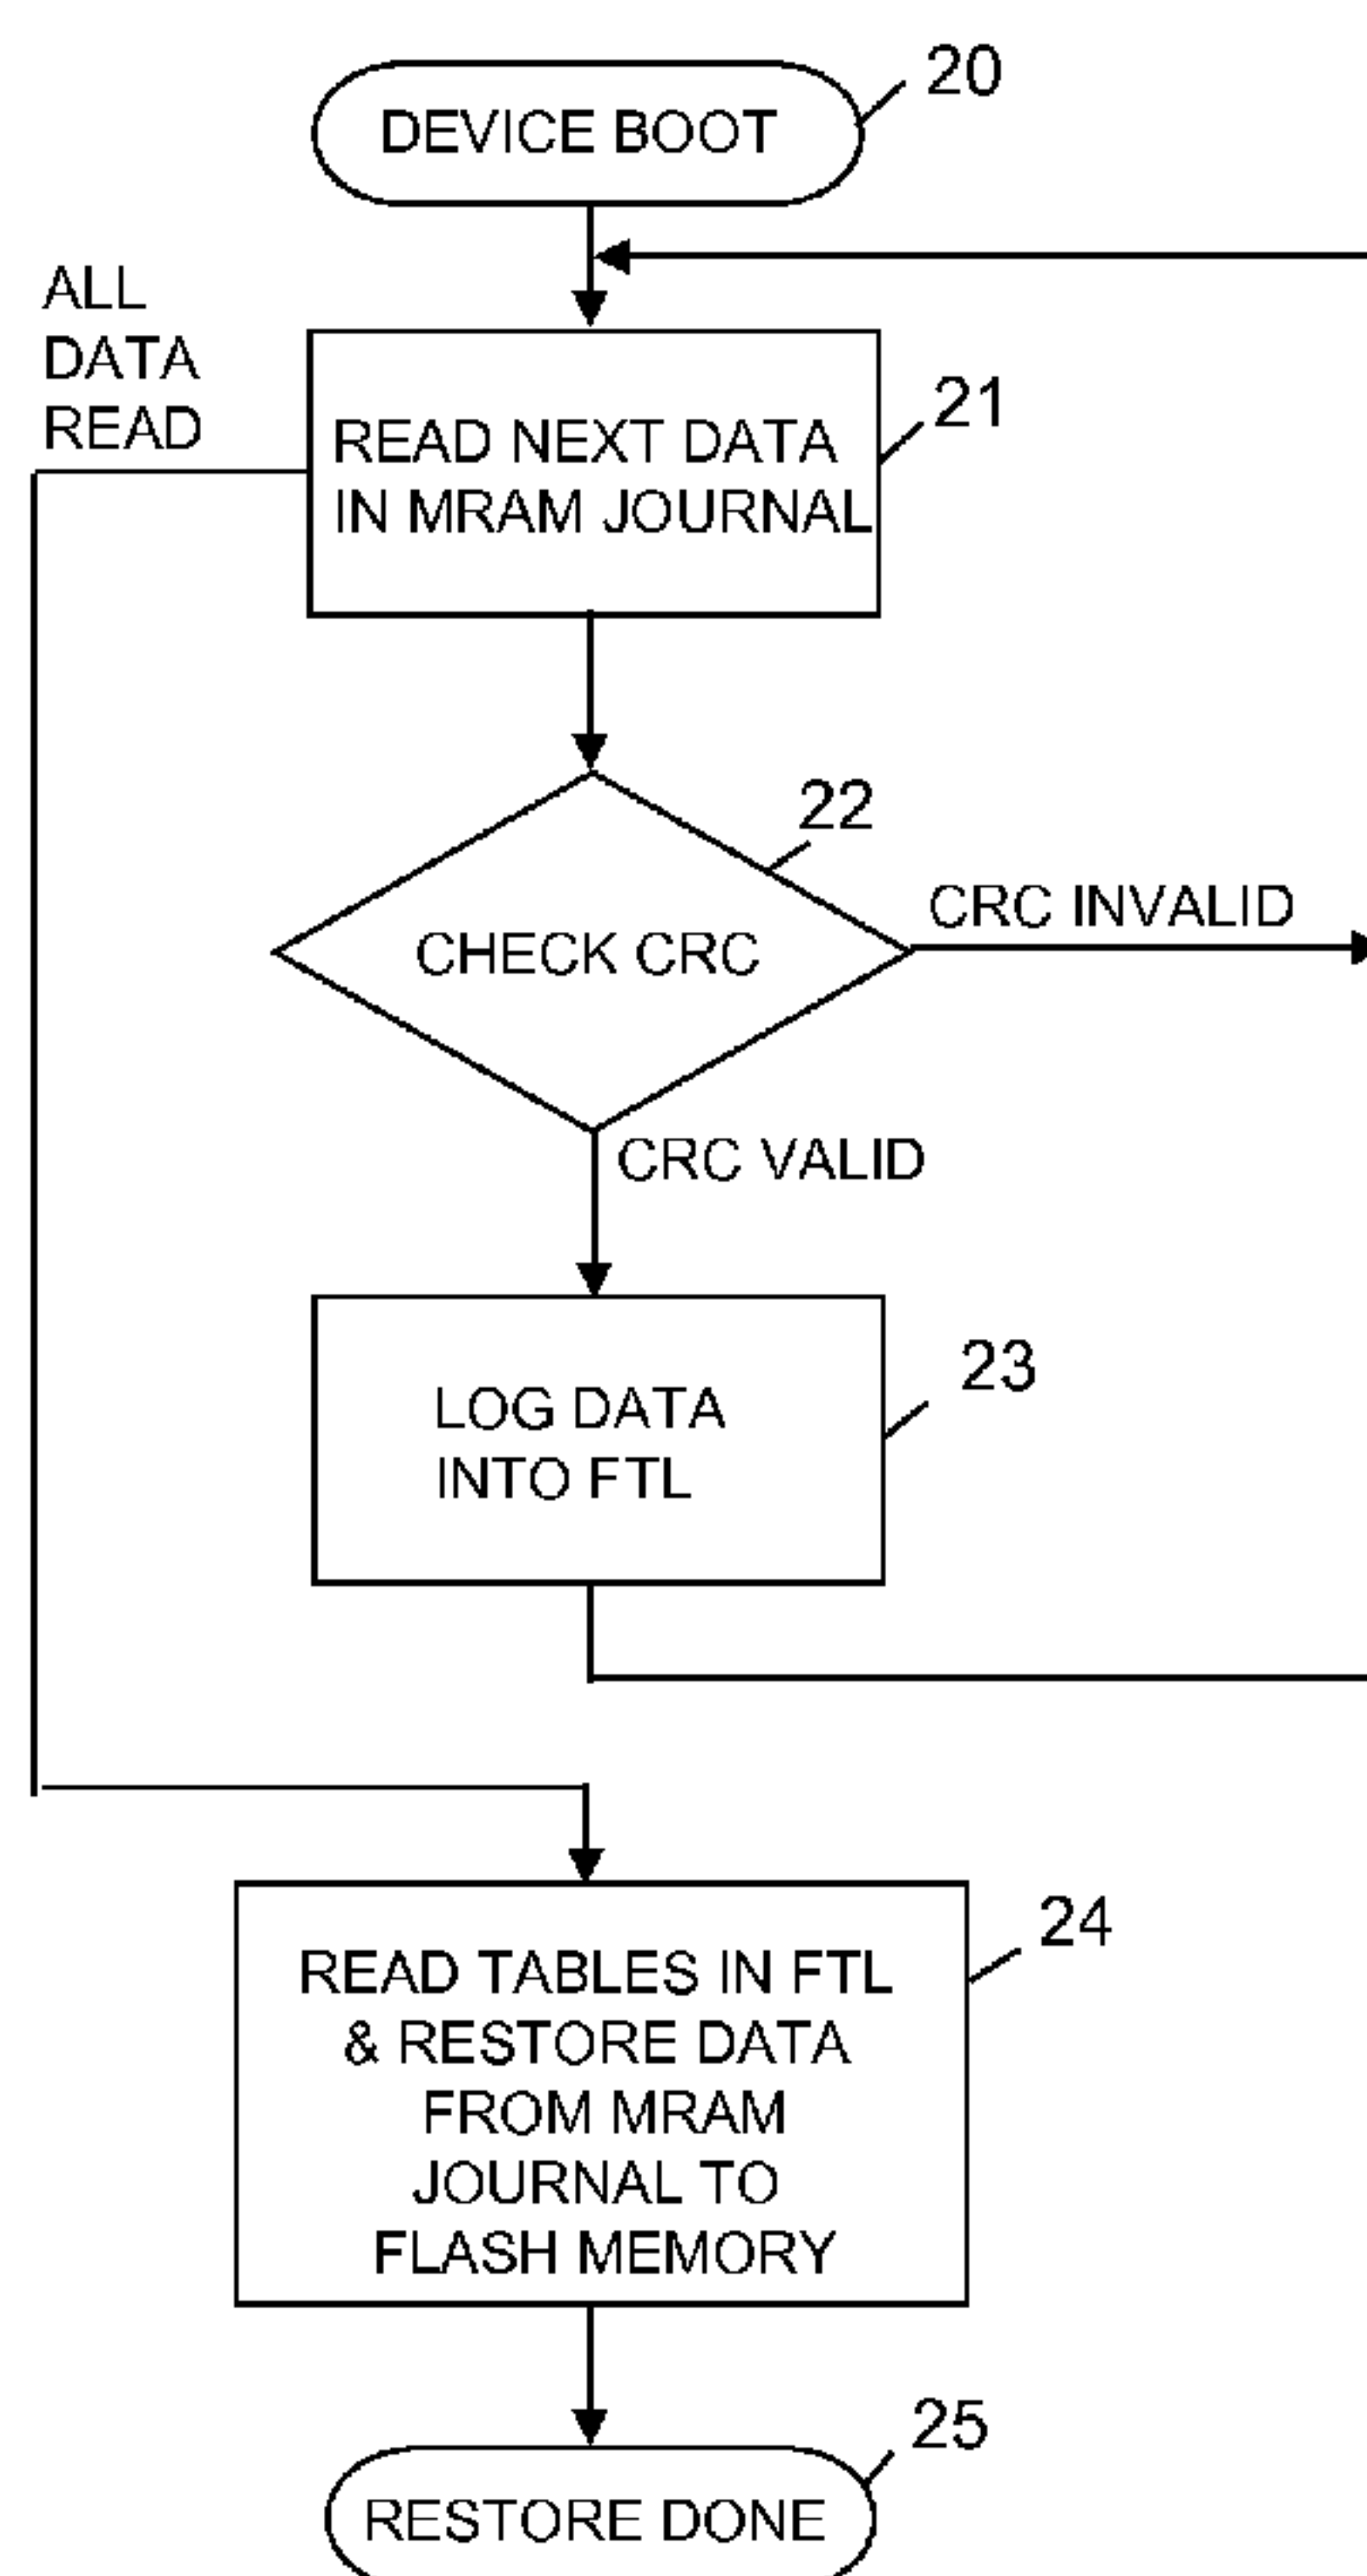 20
DEVICE BOOT
ALL
DATA
READ
21
READ NEXT DATA
IN MRAM JOURNAL
22
CRC INVALID
CHECK CRC
CRC VALID
23
LOG DATA
INTO FTL
24
READ TABLES IN FTL
& RESTORE DATA
FROM MRAM
JOURNAL TO
FLASH MEMORY
25
RESTORE DONE